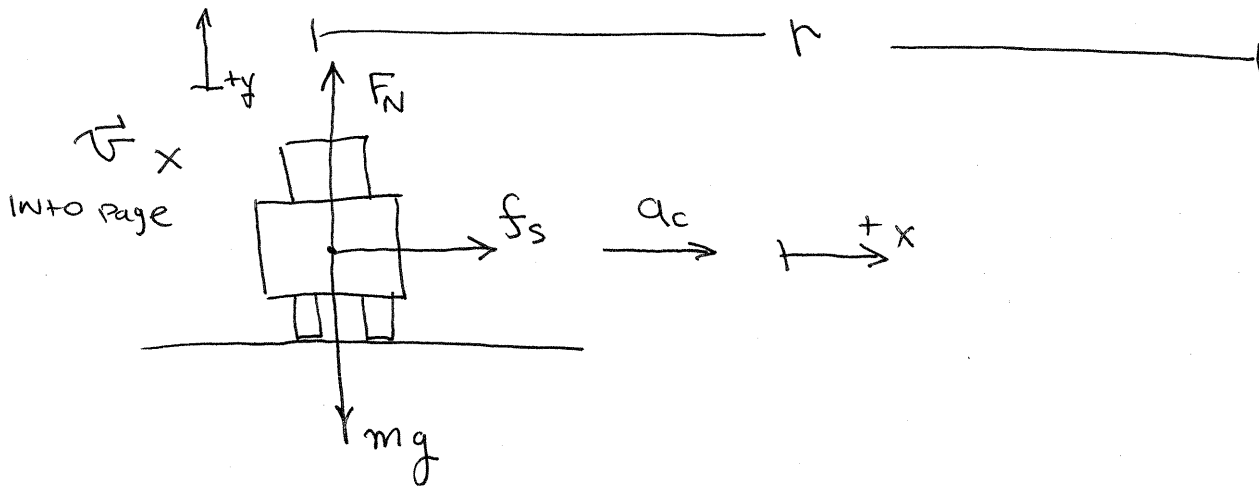 r
+y
F_N
v⃗ x
INTO page
f_s
a_c
+x
mg